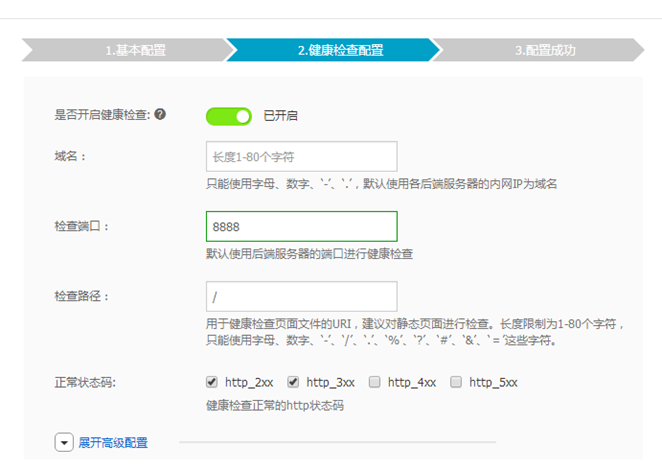 1.基本配置
2.健康检查配置
3.配置成功
是否开启健康检查: ? 已开启
域名： 长度1-80个字符
只能使用字母、数字、‘-’、‘.’，默认使用各后端服务器的内网IP为域名
检查端口： 8888
默认使用后端服务器的端口进行健康检查
检查路径： /
用于健康检查页面文件的URI，建议对静态页面进行检查。长度限制为1-80个字符，
只能使用字母、数字、‘-’、‘/’、‘.’、‘%’、‘?’、‘#’、‘&’、‘=’这些字符。
正常状态码: http_2xx http_3xx http_4xx http_5xx
健康检查正常的http状态码
展开高级配置